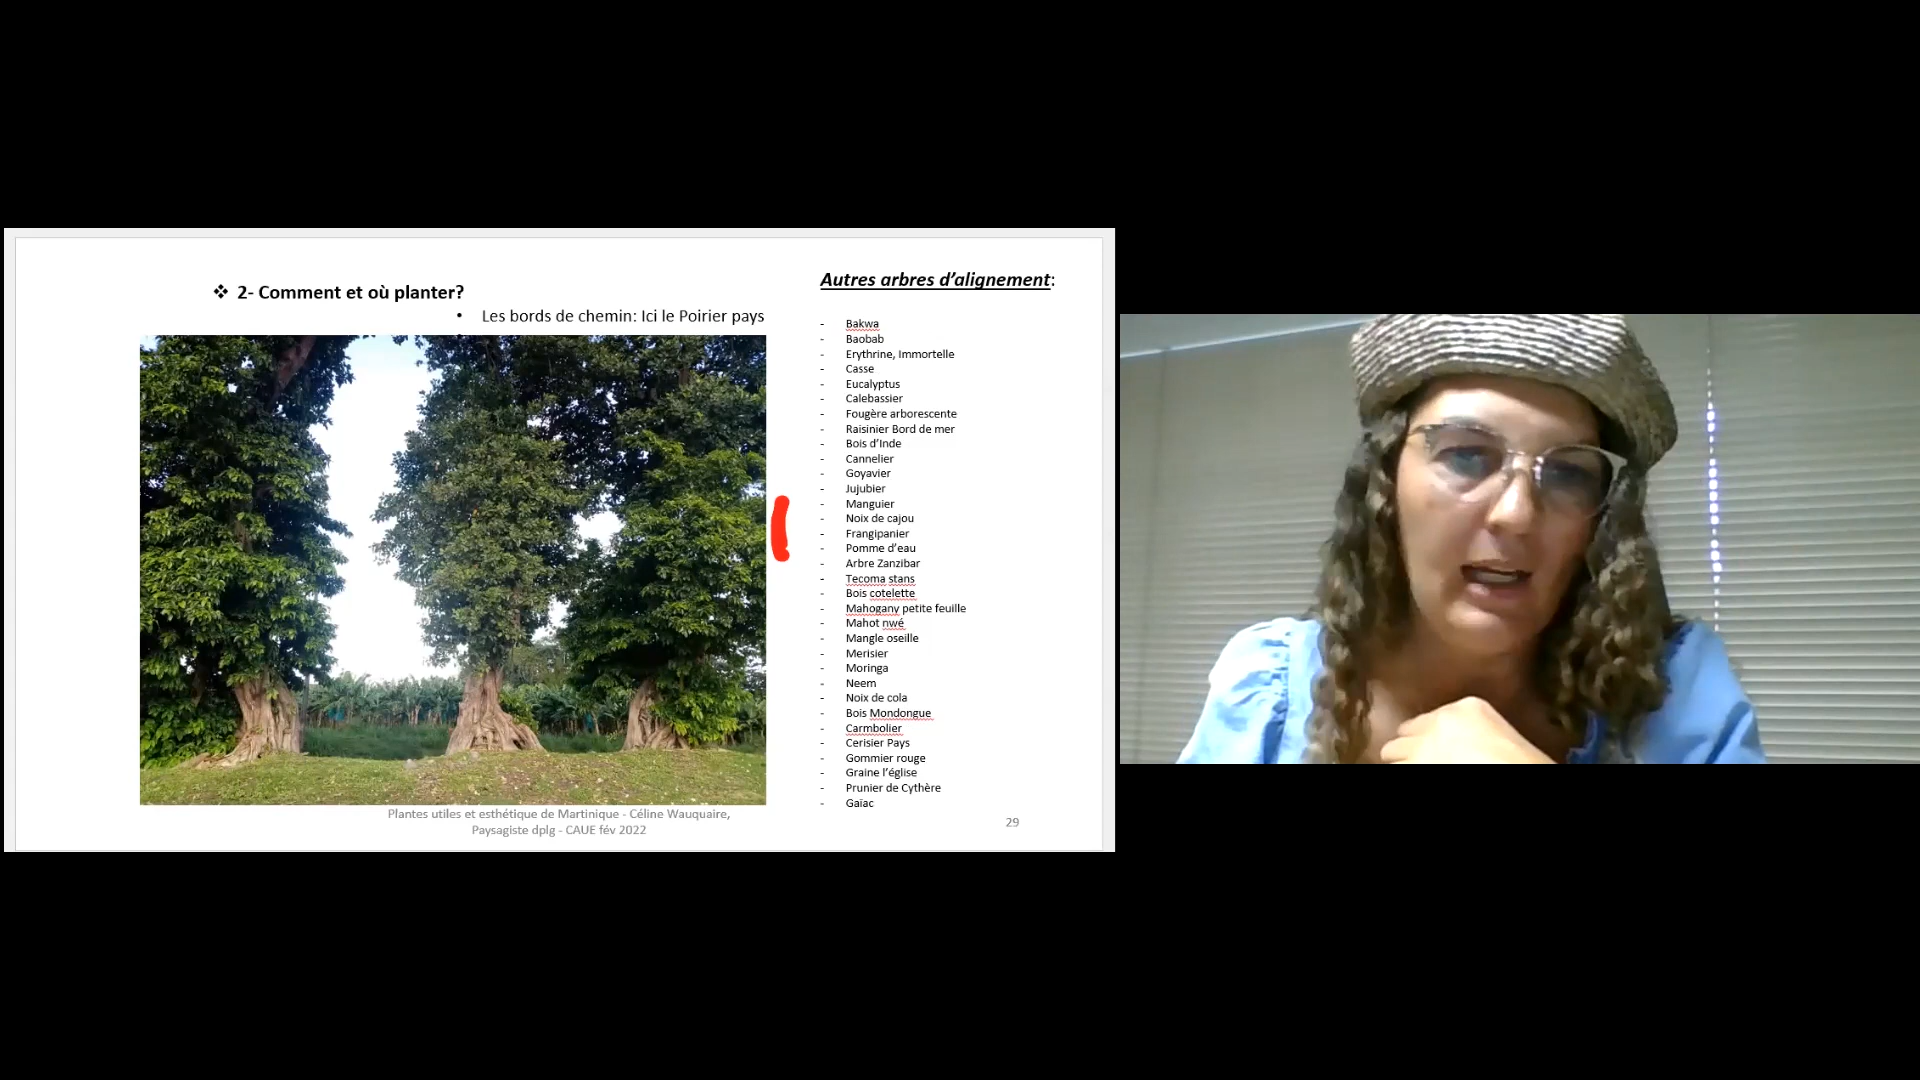 ❖ 2- Comment et où planter?
• Les bords de chemin: Ici le Poirier pays
Autres arbres d’alignement:
- Bakwa
- Baobab
- Erythrine, Immortelle
- Casse
- Eucalyptus
- Calebassier
- Fougère arborescente
- Raisinier Bord de mer
- Bois d’Inde
- Cannelier
- Goyavier
- Jujubier
- Manguier
- Noix de cajou
- Frangipanier
- Pomme d’eau
- Arbre Zanzibar
- Tecoma stans
- Bois cotelette
- Mahogany petite feuille
- Mahot nwé
- Mangle oseille
- Merisier
- Moringa
- Neem
- Noix de cola
- Bois Mondongue
- Carmbolier
- Cerisier Pays
- Gommier rouge
- Graine l’église
- Prunier de Cythère
- Gaïac
Plantes utiles et esthétique de Martinique - Céline Wauquaire,
Paysagiste dplg - CAUE fév 2022
29